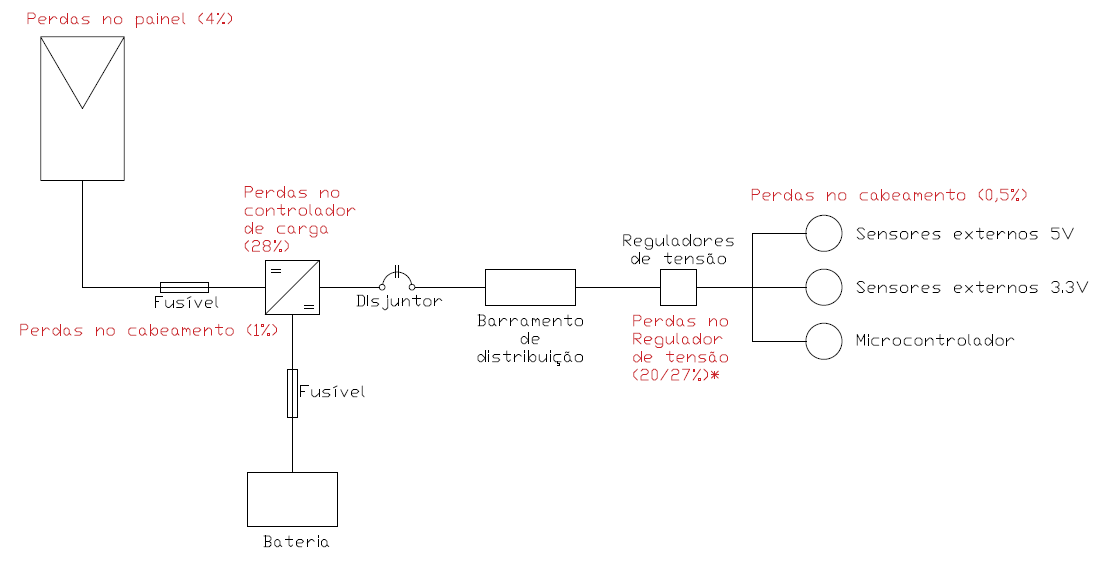 Perdas no painel (4%)
Perdas no
controlador
de carga
(28%)
Perdas no cabeamento (0,5%)
Sensores externos 5V
Reguladores
de tensão
Sensores externos 3.3V
Fusível
Disjuntor
Perdas no cabeamento (1%)
Barramento
de
distribuição
Perdas no
Regulador
de tensão
(20/27%)*
Microcontrolador
Fusível
Bateria